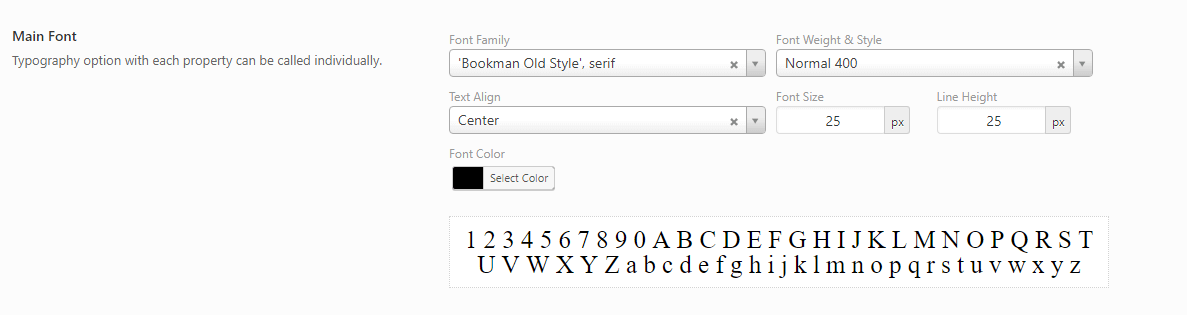 Main Font
Typography option with each property can be called individually.
Font Family
Font Weight & Style
'Bookman Old Style', serif
Normal 400
Text Align
Font Size
Line Height
Center
25 px
25 px
Font Color
Select Color
1 2 3 4 5 6 7 8 9 0 A B C D E F G H I J K L M N O P Q R S T
U V W X Y Z a b c d e f g h i j k l m n o p q r s t u v w x y z